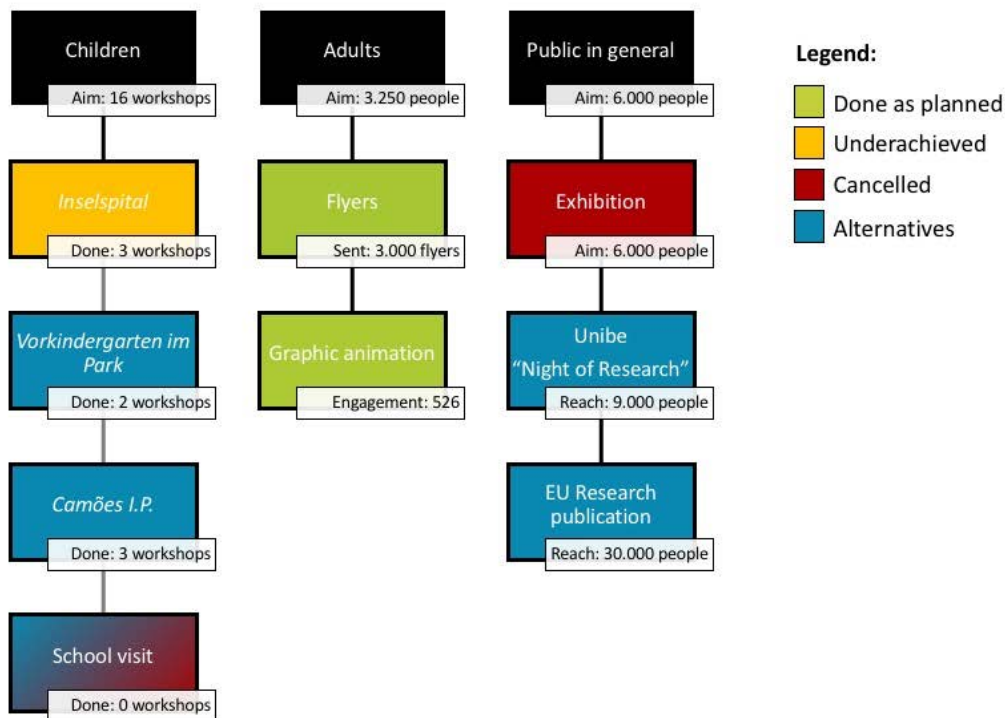 Children
Aim: 16 workshops
Inselspital
Done: 3 workshops
Vorkindergarten im
Park
Done: 2 workshops
Camões I.P.
Done: 3 workshops
School visit
Done: 0 workshops
Adults
Aim: 3.250 people
Flyers
Sent: 3.000 flyers
Graphic animation
Engagement: 526
Public in general
Aim: 6.000 people
Exhibition
Aim: 6.000 people
Unibe
“Night of Research”
Reach: 9.000 people
EU Research
publication
Reach: 30.000 people
Legend:
Done as planned
Underachieved
Cancelled
Alternatives